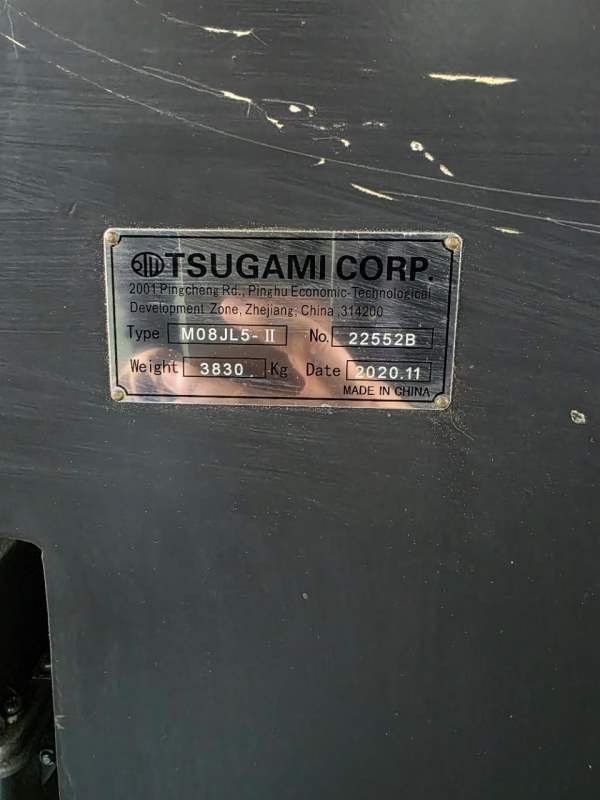 TSUGAMI CORP.
2001 Pingcheng Rd., Pinghu Economic-Technological
Development Zone, Zhejiang, China ,314200
Type M08JL5-II No. 22552B
Weight 3830 Kg Date 2020.11
MADE IN CHINA